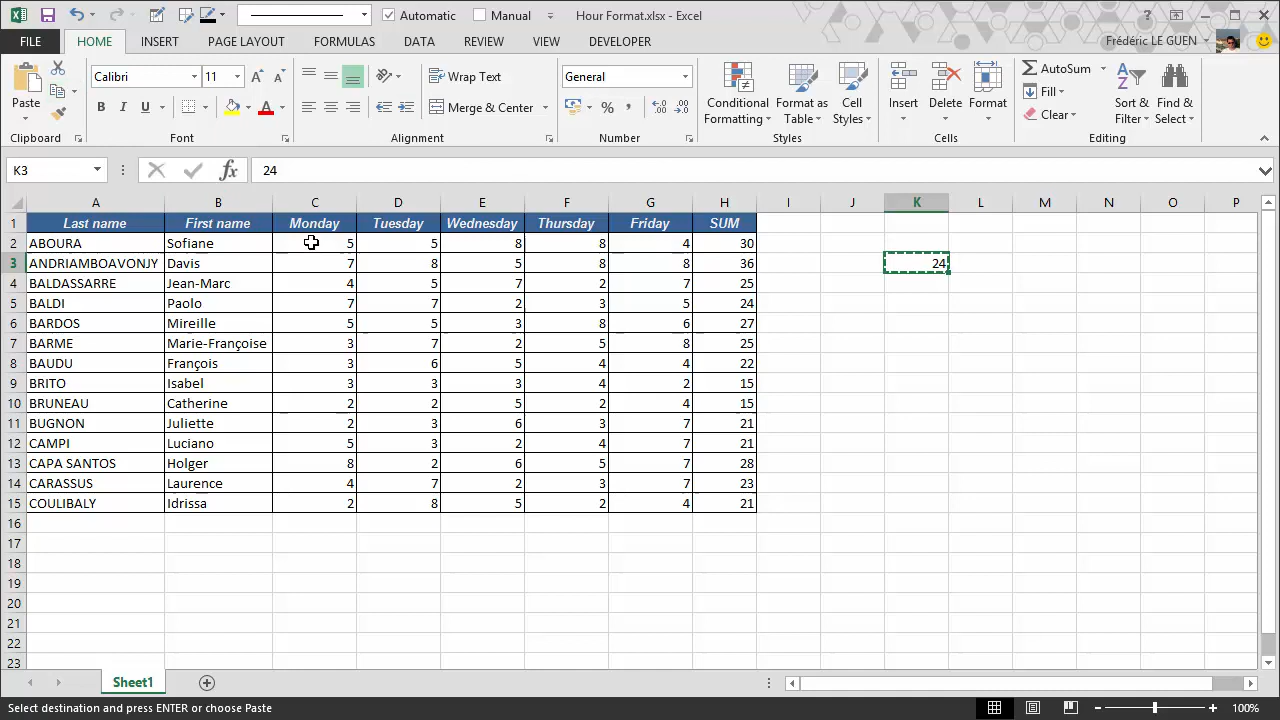 Automatic Manual Hour Format.xlsx - Excel ?
FILE HOME INSERT PAGE LAYOUT FORMULAS DATA REVIEW VIEW DEVELOPER Frédéric LE GUEN
Paste Calibri 11 A A Wrap Text General Conditional Formatting Format as Table Cell Styles Insert Delete Format AutoSum Fill Clear Sort & Filter Find & Select
B I U A Merge & Center % ,
Clipboard Font Alignment Number Styles Cells Editing
K3 fx 24
A B C D E F G H I J K L M N O P
1 Last name First name Monday Tuesday Wednesday Thursday Friday SUM
2 ABOURA Sofiane 5 5 8 8 4 30
3 ANDRIAMBOAVONJY Davis 7 8 5 8 8 36 24
4 BALDASSARRE Jean-Marc 4 5 7 2 7 25
5 BALDI Paolo 7 7 2 3 5 24
6 BARDOS Mireille 5 5 3 8 6 27
7 BARME Marie-Françoise 3 7 2 5 8 25
8 BAUDU François 3 6 5 4 4 22
9 BRITO Isabel 3 3 3 4 2 15
10 BRUNEAU Catherine 2 2 5 2 4 15
11 BUGNON Juliette 2 3 6 3 7 21
12 CAMPI Luciano 5 3 2 4 7 21
13 CAPA SANTOS Holger 8 2 6 5 7 28
14 CARASSUS Laurence 4 7 2 3 7 23
15 COULIBALY Idrissa 2 8 5 2 4 21
16
17
18
19
20
21
22
23
Sheet1
Select destination and press ENTER or choose Paste 100%